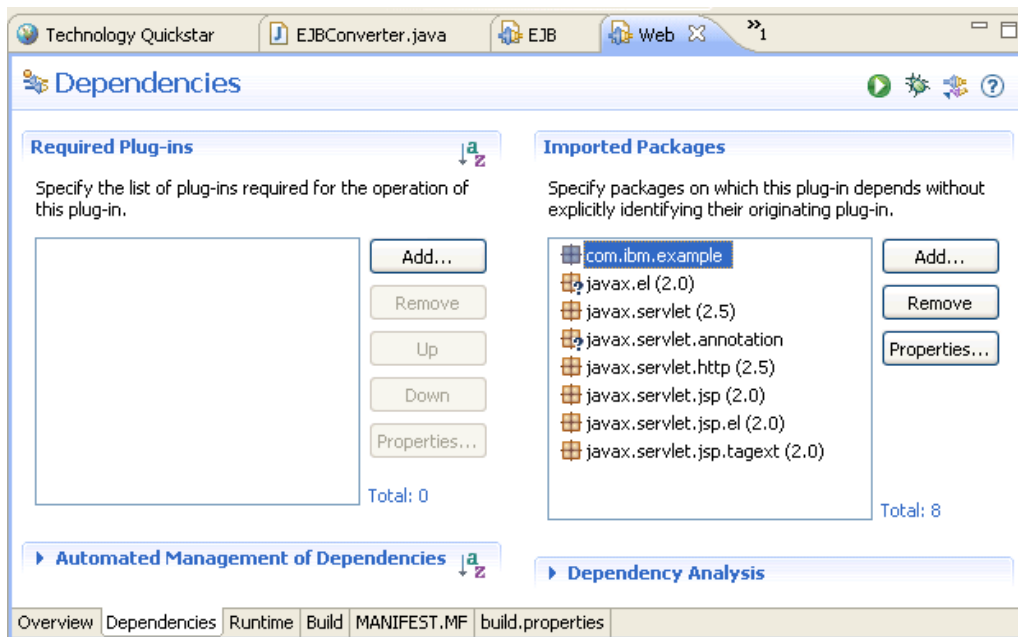 Technology Quickstar
EJBConverter.java
EJB
Web
»1
Dependencies
Required Plug-ins
Specify the list of plug-ins required for the operation of
this plug-in.
Add...
Remove
Up
Down
Properties...
Total: 0
Automated Management of Dependencies
Imported Packages
Specify packages on which this plug-in depends without
explicitly identifying their originating plug-in.
com.ibm.example
javax.el (2.0)
javax.servlet (2.5)
javax.servlet.annotation
javax.servlet.http (2.5)
javax.servlet.jsp (2.0)
javax.servlet.jsp.el (2.0)
javax.servlet.jsp.tagext (2.0)
Add...
Remove
Properties...
Total: 8
Dependency Analysis
Overview Dependencies Runtime Build MANIFEST.MF build.properties